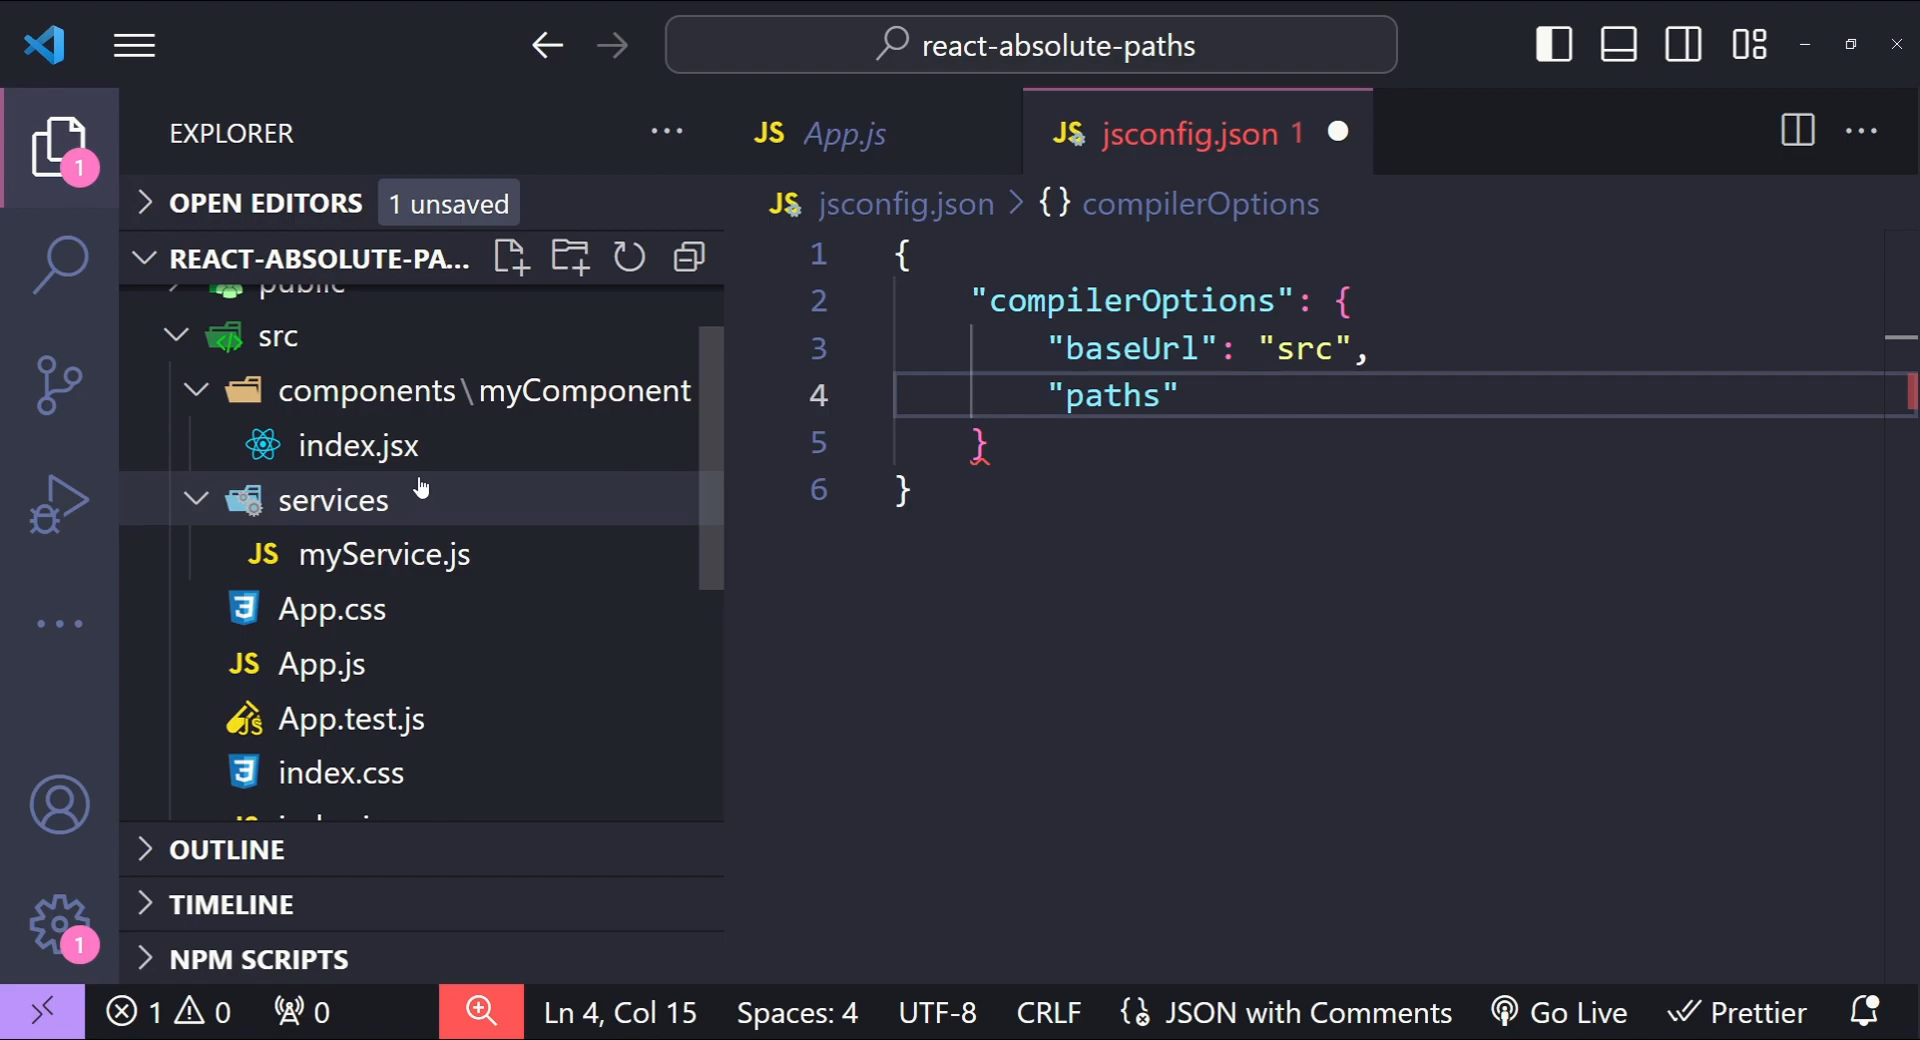 react-absolute-paths
EXPLORER
1
OPEN EDITORS 1 unsaved
REACT-ABSOLUTE-PA...
public
src
components\myComponent
index.jsx
services
JS myService.js
App.css
JS App.js
App.test.js
index.css
OUTLINE
TIMELINE
NPM SCRIPTS
1
JS App.js
JS jsconfig.json 1
JS jsconfig.json > {} compilerOptions
1 {
2 "compilerOptions": {
3 "baseUrl": "src",
4 "paths"
5 }
6 }
1 0 0 Ln 4, Col 15 Spaces: 4 UTF-8 CRLF JSON with Comments Go Live Prettier